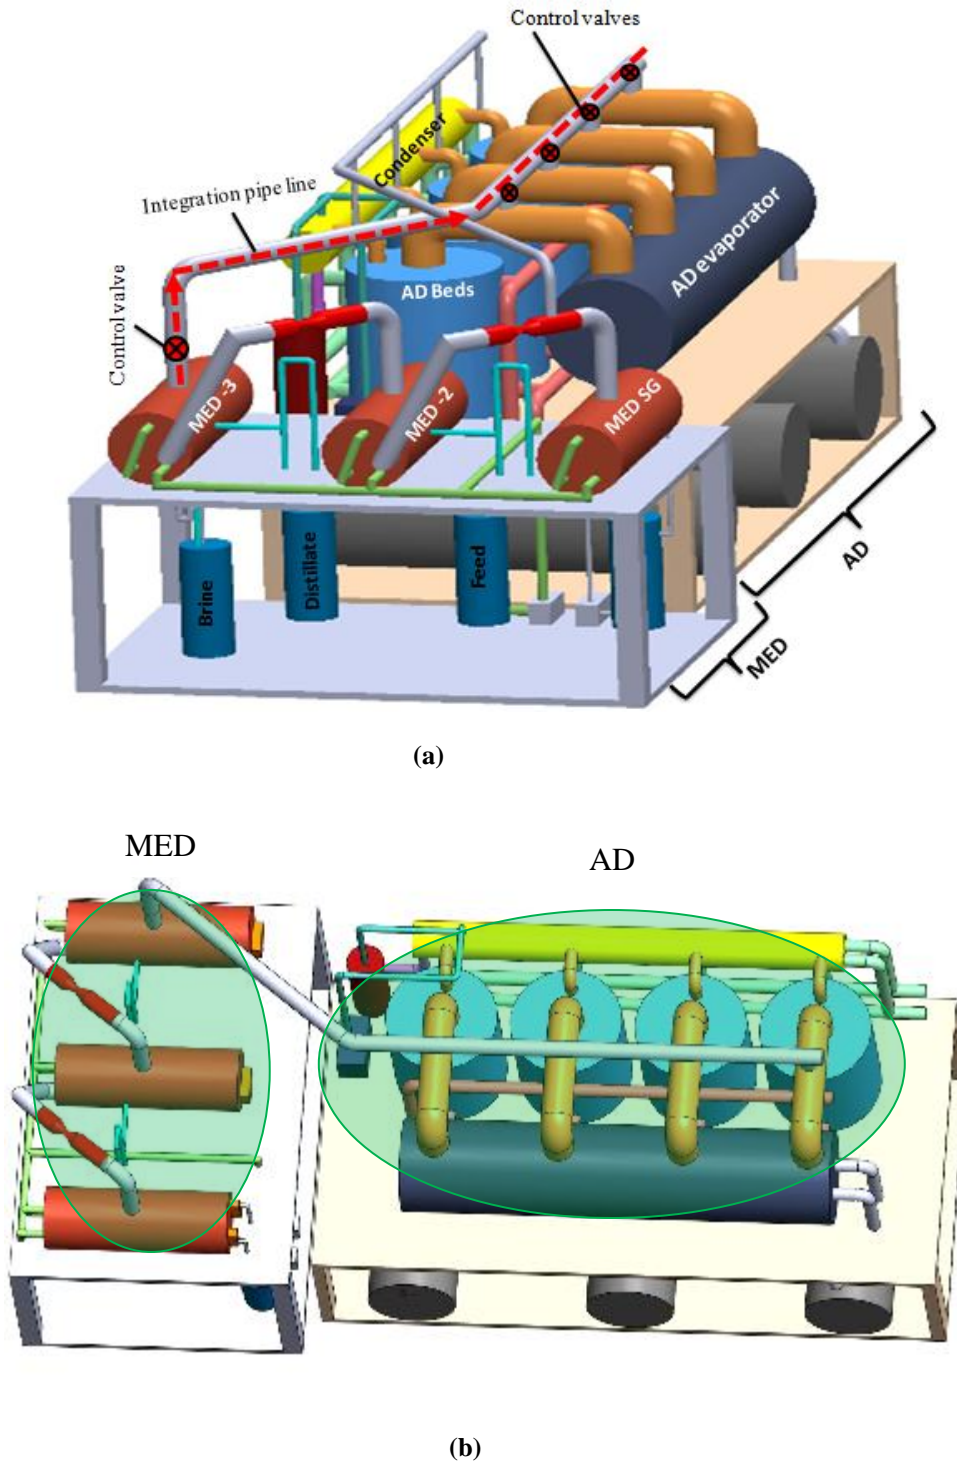 Control valves
Condenser
Integration pipe line
Control valve
AD Beds
AD evaporator
MED -3
MED -2
MED SG
Brine
Distillate
Feed
AD
MED
(a)
MED
AD
(b)